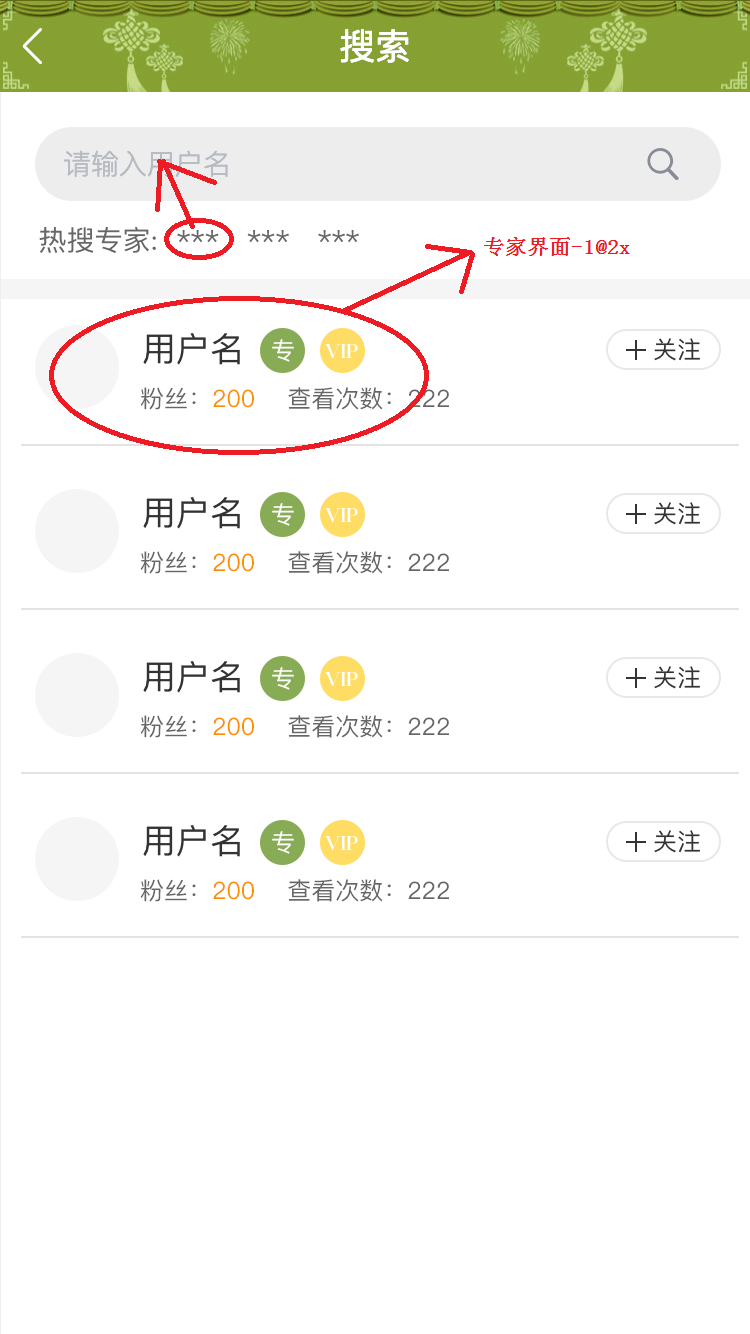 搜索
请输入用户名
热搜专家: *** *** ***
专家界面-1@2x
用户名 专 VIP ＋关注
粉丝：200 查看次数：222
用户名 专 VIP ＋关注
粉丝：200 查看次数：222
用户名 专 VIP ＋关注
粉丝：200 查看次数：222
用户名 专 VIP ＋关注
粉丝：200 查看次数：222